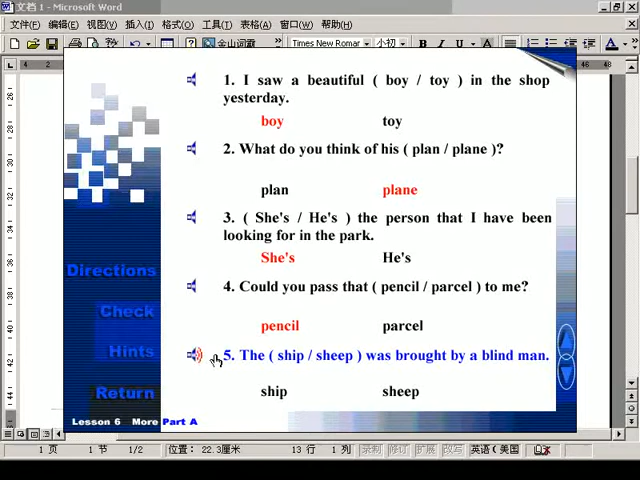 文档 1 - Microsoft Word
文件(F) 编辑(E) 视图(V) 插入(I) 格式(O) 工具(T) 表格(A) 窗口(W) 帮助(H)
金山词霸 Times New Romar 小初 B I U A
4 2 46 48
1. I saw a beautiful ( boy / toy ) in the shop
yesterday.
boy toy
2. What do you think of his ( plan / plane )?
plan plane
3. ( She's / He's ) the person that I have been
looking for in the park.
She's He's
4. Could you pass that ( pencil / parcel ) to me?
pencil parcel
5. The ( ship / sheep ) was brought by a blind man.
ship sheep
Directions
Check
Hints
Return
Lesson 6 More Part A
1 页 1 节 1/2 位置: 22.3厘米 13 行 1 列 录制 修订 扩展 改写 英语(美国